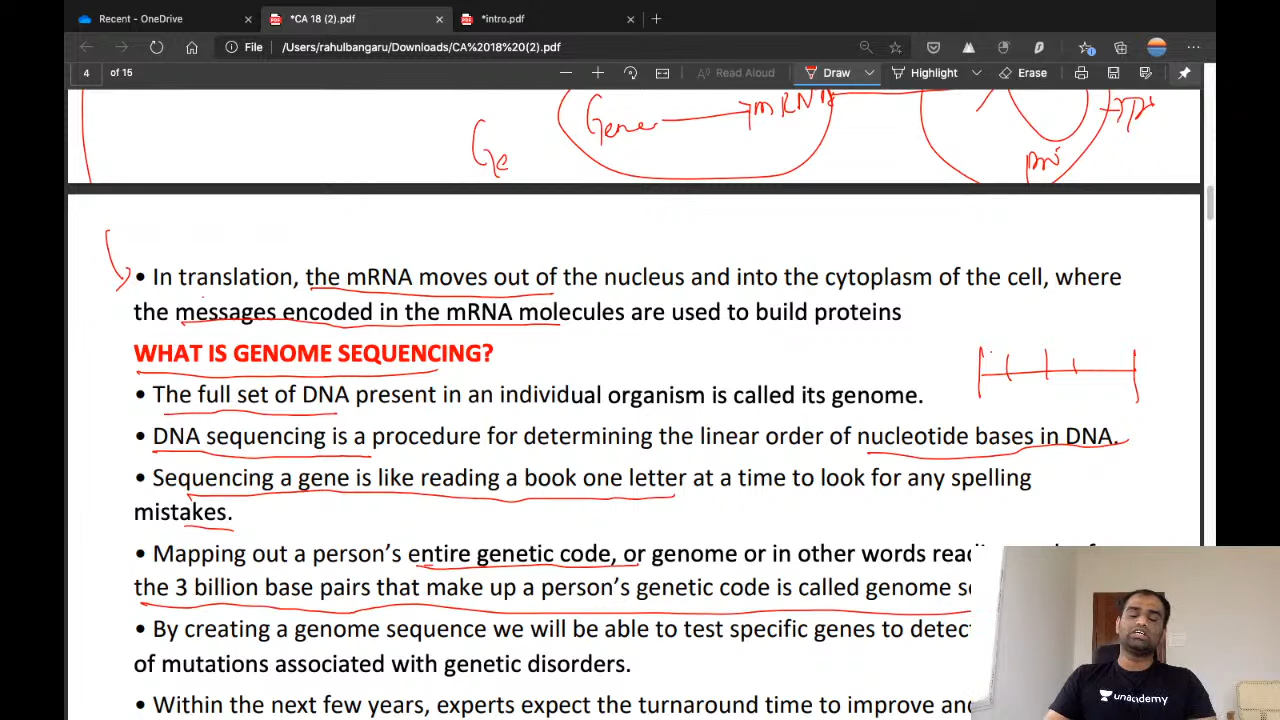 Recent - OneDrive
*CA 18 (2).pdf
*intro.pdf
File /Users/rahulbangaru/Downloads/CA%2018%20(2).pdf
4 of 15
Read Aloud
Draw
Highlight
Erase
Gene mRNA
Ge
• In translation, the mRNA moves out of the nucleus and into the cytoplasm of the cell, where
the messages encoded in the mRNA molecules are used to build proteins
WHAT IS GENOME SEQUENCING?
• The full set of DNA present in an individual organism is called its genome.
• DNA sequencing is a procedure for determining the linear order of nucleotide bases in DNA.
• Sequencing a gene is like reading a book one letter at a time to look for any spelling
mistakes.
• Mapping out a person’s entire genetic code, or genome or in other words
the 3 billion base pairs that make up a person’s genetic code is called genome
• By creating a genome sequence we will be able to test specific genes to
of mutations associated with genetic disorders.
• Within the next few years, experts expect the turnaround time to improve
unacademy